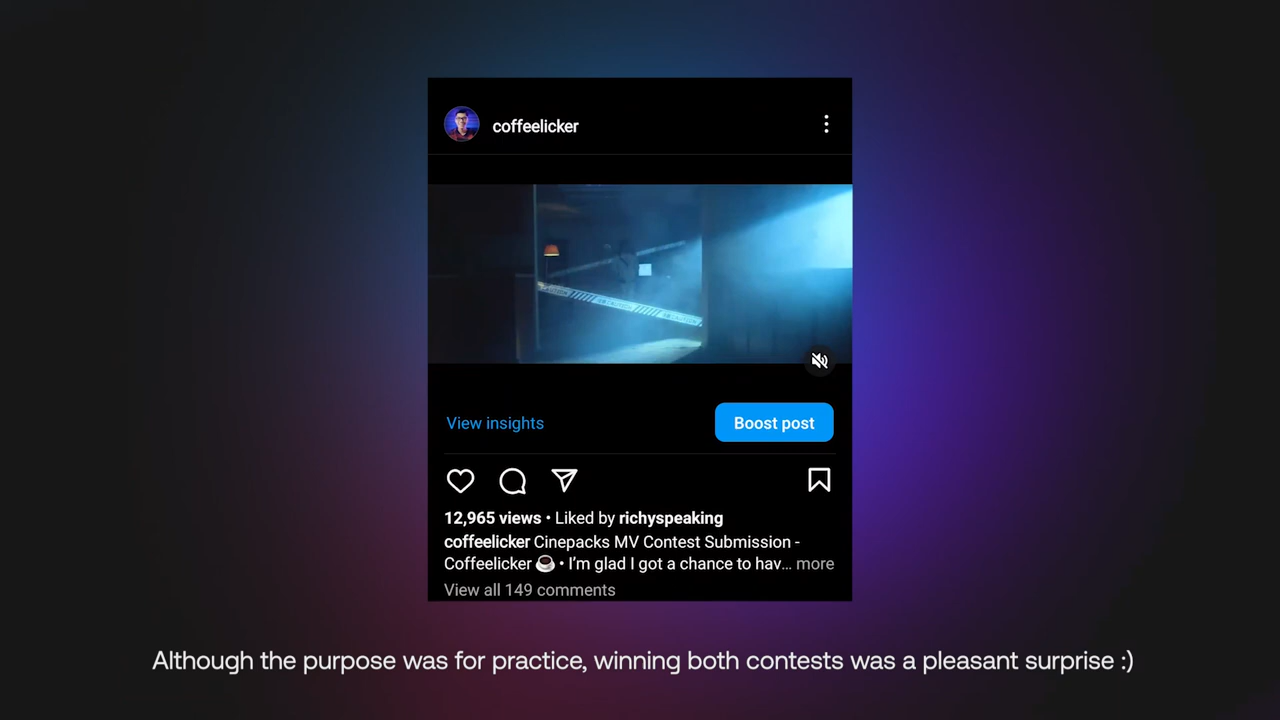 coffeelicker
View insights
Boost post
12,965 views • Liked by richyspeaking
coffeelicker Cinepacks MV Contest Submission -
Coffeelicker ☕ • I'm glad I got a chance to hav... more
View all 149 comments
Although the purpose was for practice, winning both contests was a pleasant surprise :)